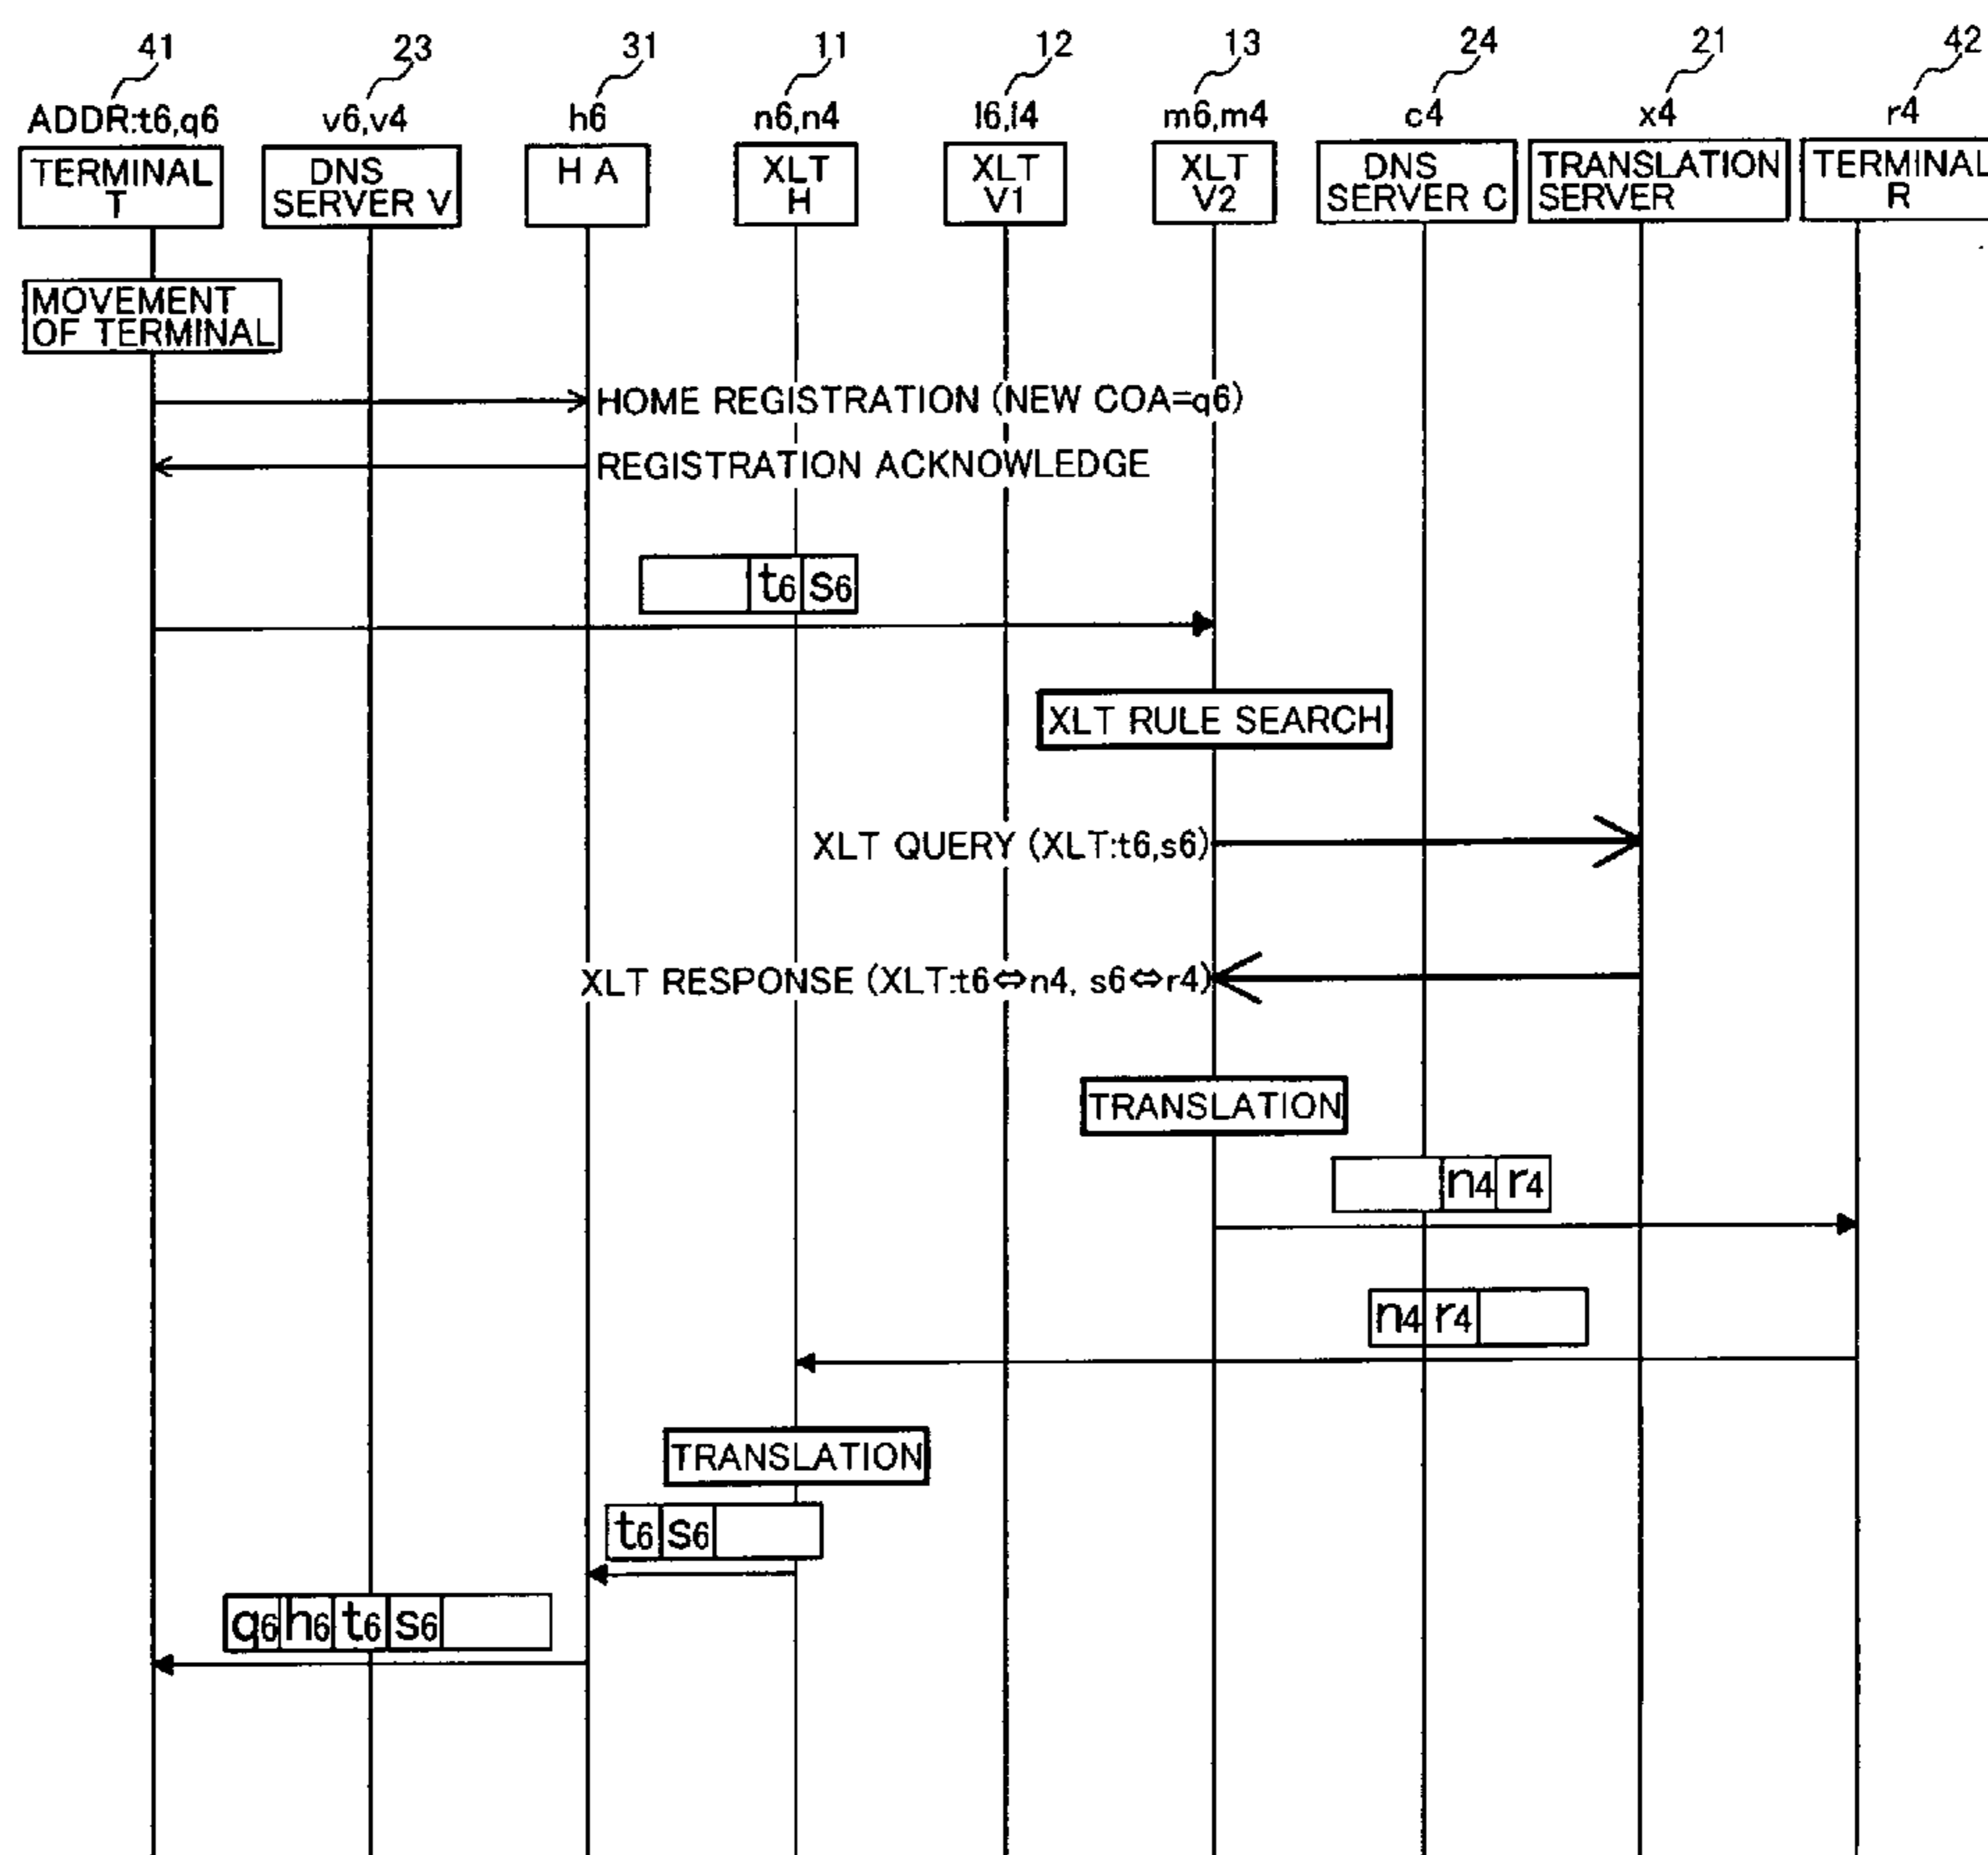 41 23 31 11 12 13 24 21 42
ADDR:t6,q6 v6,v4 h6 n6,n4 l6,l4 m6,m4 c4 x4 r4
TERMINAL T
DNS SERVER V
H A
XLT H
XLT V1
XLT V2
DNS SERVER C
TRANSLATION SERVER
TERMINAL R
MOVEMENT
OF TERMINAL
HOME REGISTRATION (NEW COA=q6)
REGISTRATION ACKNOWLEDGE
t6 s6
XLT RULE SEARCH
XLT QUERY (XLT:t6,s6)
XLT RESPONSE (XLT:t6⇔n4, s6⇔r4)
TRANSLATION
n4 r4
n4 r4
TRANSLATION
t6 s6
q6 h6 t6 s6